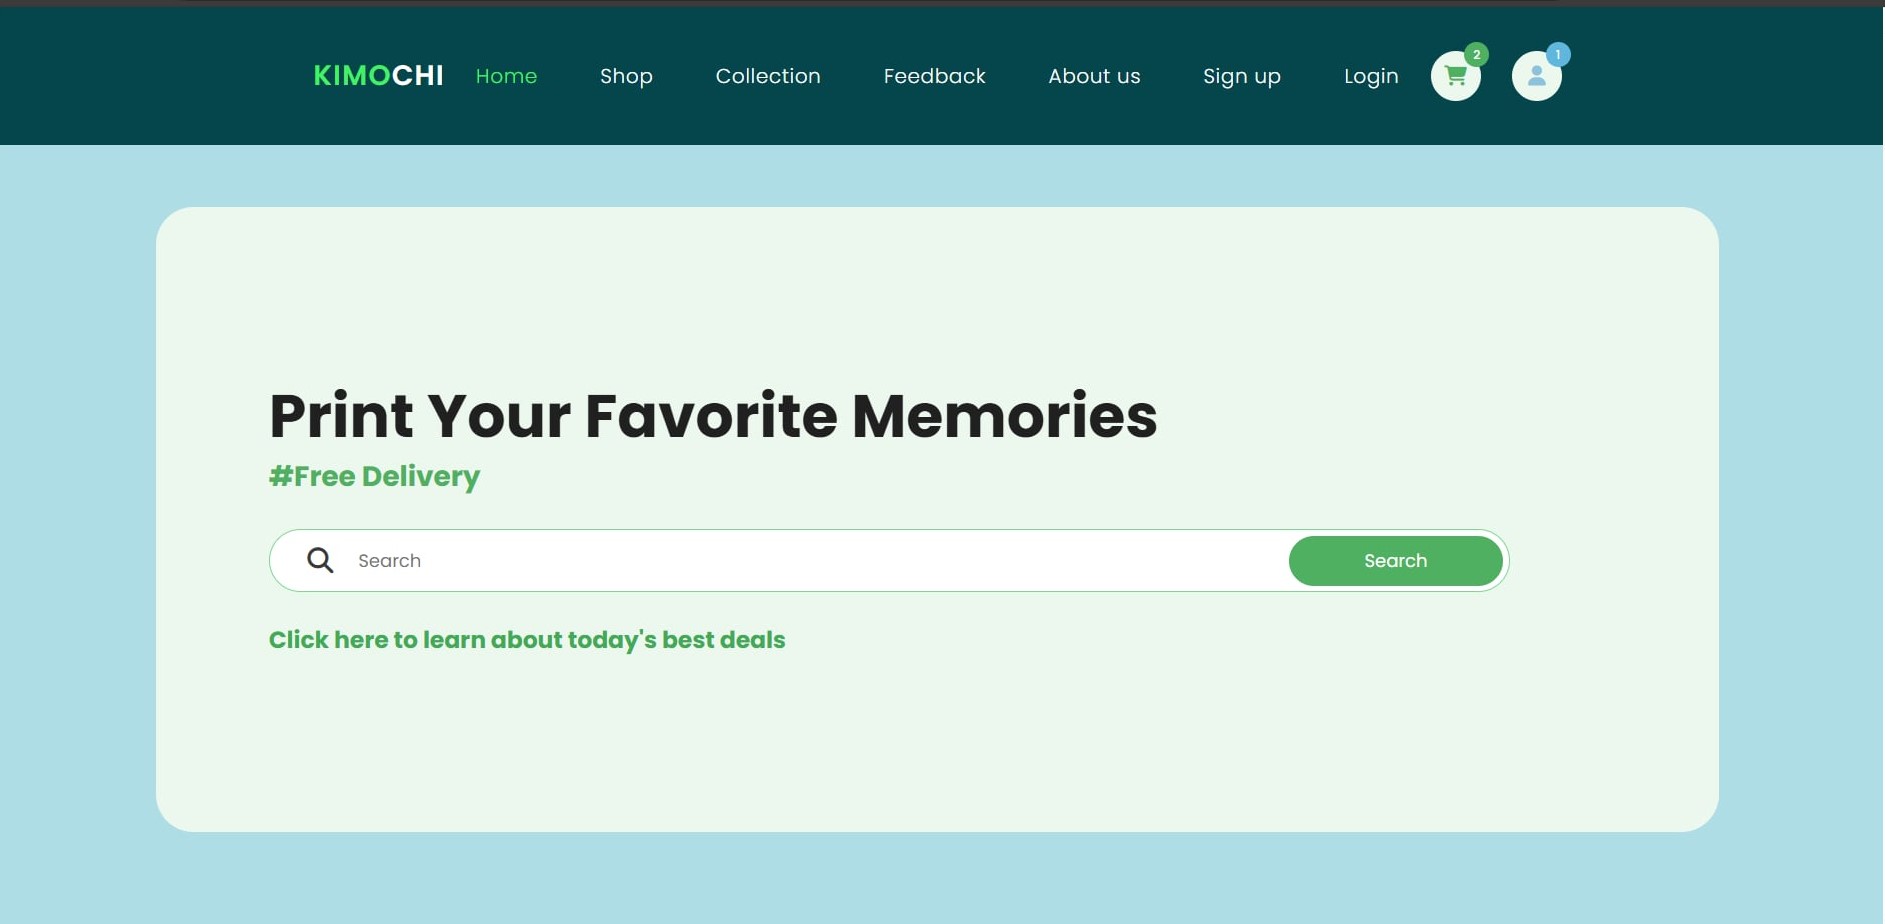 KIMOCHI Home Shop Collection Feedback About us Sign up Login 2 1
Print Your Favorite Memories
#Free Delivery
Search Search
Click here to learn about today's best deals